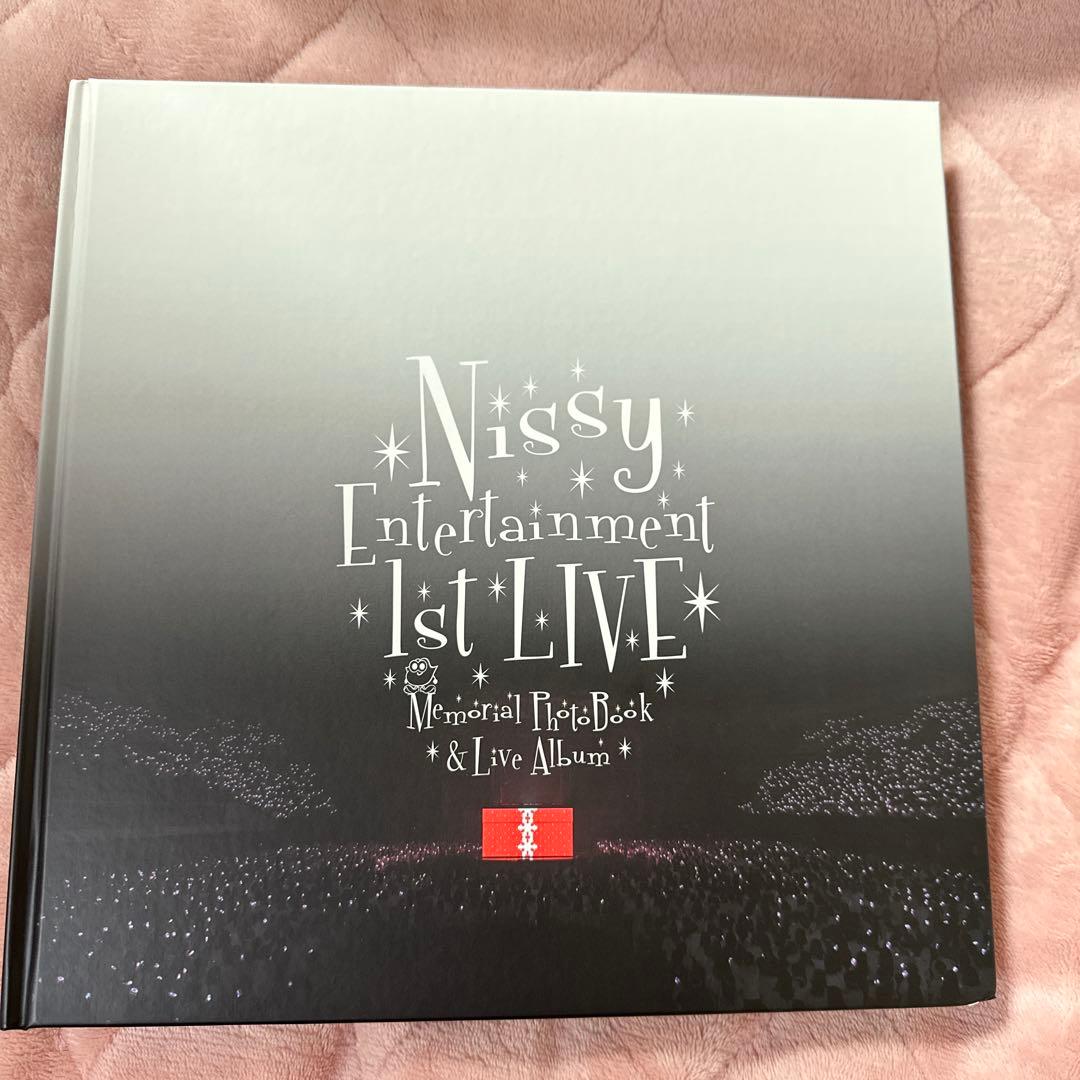 Nissy
Entertainment
1st LIVE
Memorial PhotoBook
& Live Album